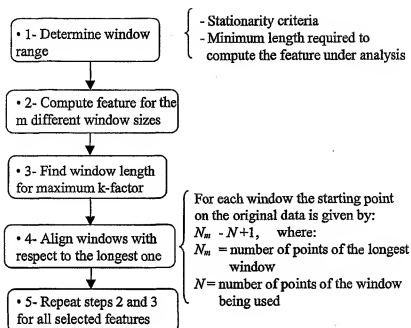 • 1- Determine window
range
- Stationarity criteria
- Minimum length required to
compute the feature under analysis
• 2- Compute feature for the
m different window sizes
• 3- Find window length
for maximum k-factor
• 4- Align windows with
respect to the longest one
For each window the starting point
on the original data is given by:
Nm - N+1, where:
Nm = number of points of the longest
window
N= number of points of the window
being used
• 5- Repeat steps 2 and 3
for all selected features